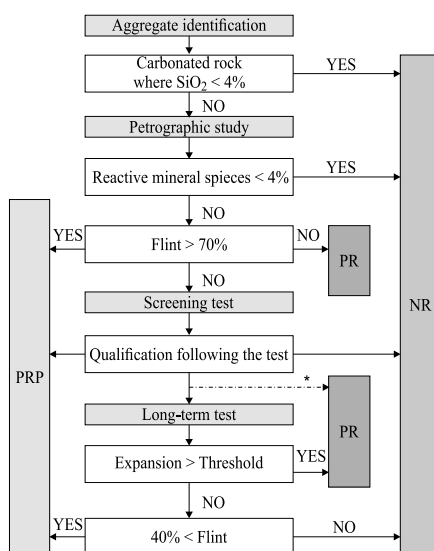 Aggregate identification
Carbonated rock
where SiO₂ < 4%
YES
NO
Petrographic study
Reactive mineral spieces < 4%
YES
NO
YES
Flint > 70%
NO
PR
NR
NO
Screening test
Qualification following the test
PRP
*
Long-term test
PR
Expansion > Threshold
YES
NO
YES
40% < Flint
NO